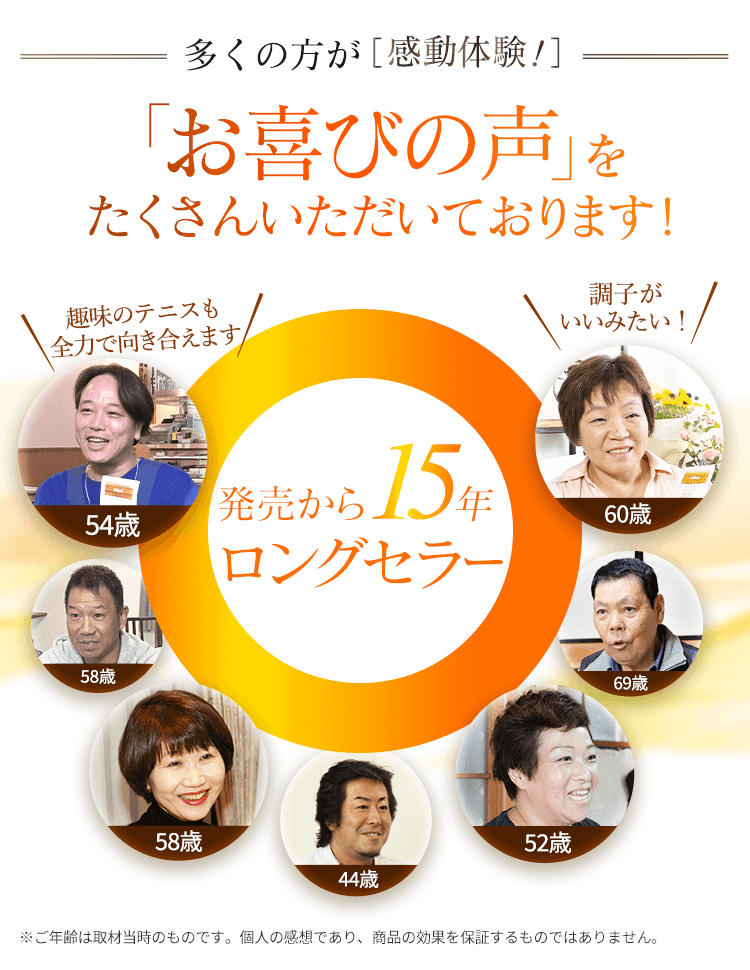 多くの方が[感動体験!]
「お喜びの声」を
たくさんいただいております!
趣味のテニスも
全力で向き合えます
調子が
いいみたい!
発売から15年
ロングセラー
54歳
60歳
58歳
69歳
58歳
52歳
44歳
※ご年齢は取材当時のものです。個人の感想であり、商品の効果を保証するものではありません。